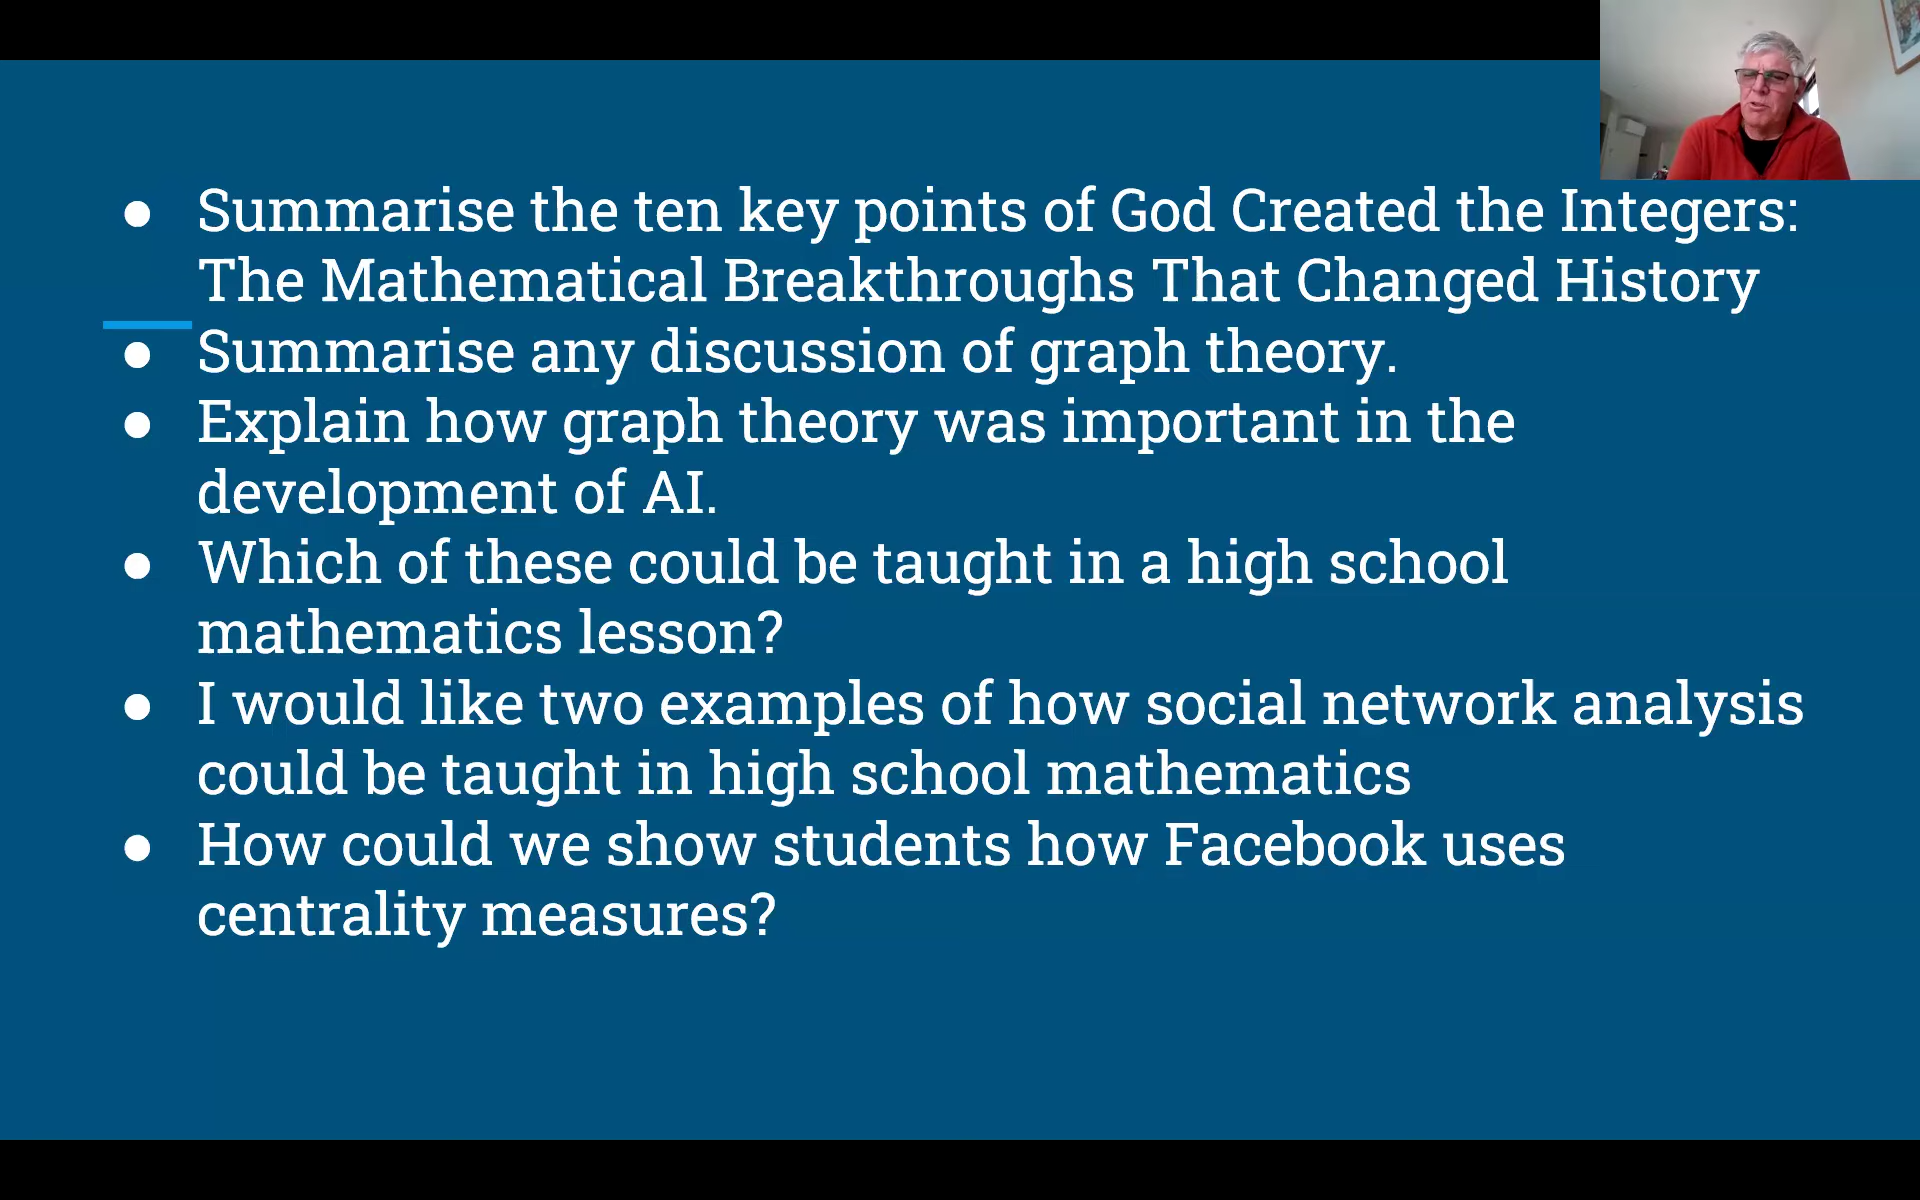 ● Summarise the ten key points of God Created the Integers:
The Mathematical Breakthroughs That Changed History
● Summarise any discussion of graph theory.
● Explain how graph theory was important in the
development of AI.
● Which of these could be taught in a high school
mathematics lesson?
● I would like two examples of how social network analysis
could be taught in high school mathematics
● How could we show students how Facebook uses
centrality measures?